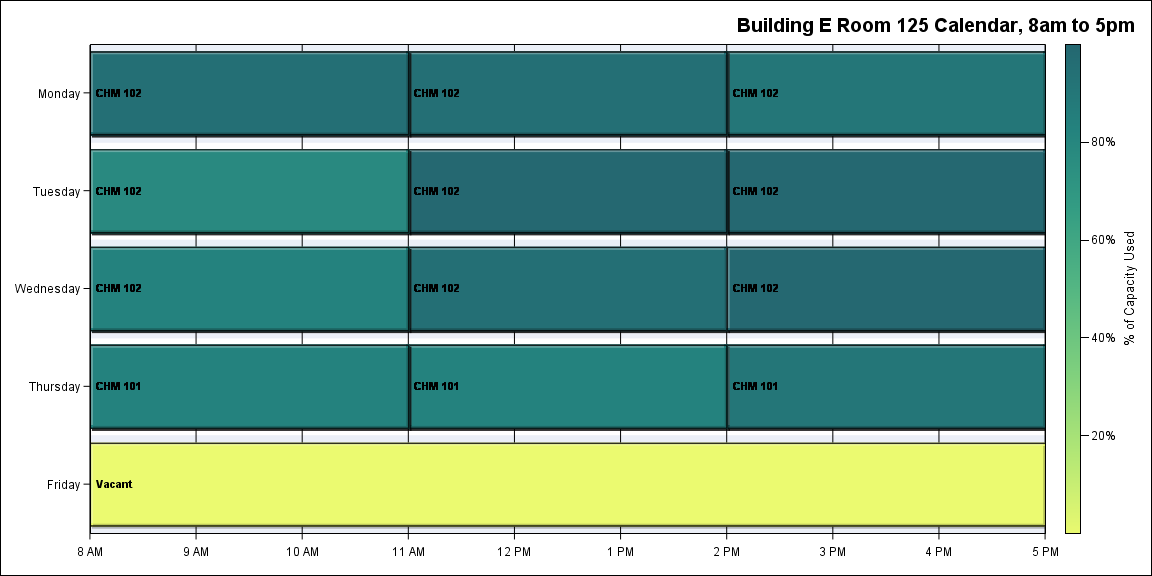 Building E Room 125 Calendar, 8am to 5pm
Monday
CHM 102
CHM 102
CHM 102
Tuesday
CHM 102
CHM 102
CHM 102
Wednesday
CHM 102
CHM 102
CHM 102
Thursday
CHM 101
CHM 101
CHM 101
Friday
Vacant
8 AM
9 AM
10 AM
11 AM
12 PM
1 PM
2 PM
3 PM
4 PM
5 PM
80%
60%
40%
20%
% of Capacity Used